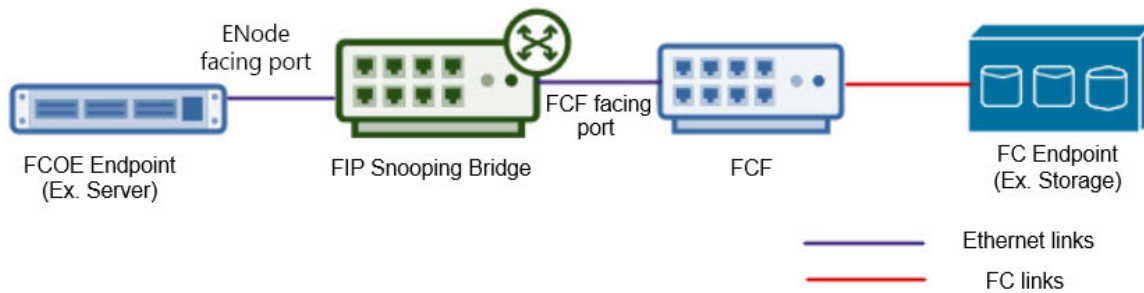 ENode
facing port
FCF facing
port
FCOE Endpoint
(Ex. Server)
FIP Snooping Bridge
FCF
FC Endpoint
(Ex. Storage)
Ethernet links
FC links